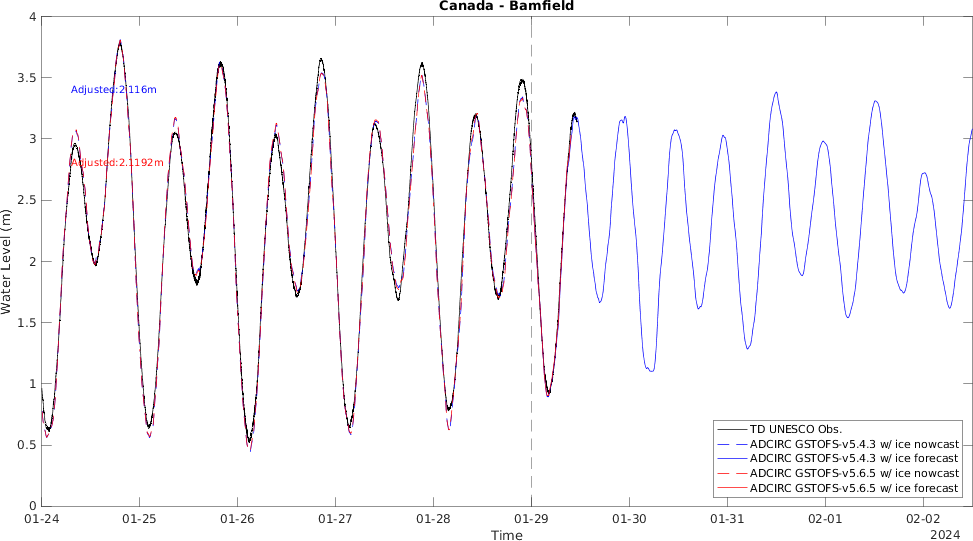 Canada - Bamfield
4
3.5
3
2.5
2
1.5
1
0.5
0
Water Level (m)
Adjusted:2.116m
Adjusted:2.1192m
TD UNESCO Obs.
ADCIRC GSTOFS-v5.4.3 w/ ice nowcast
ADCIRC GSTOFS-v5.4.3 w/ ice forecast
ADCIRC GSTOFS-v5.6.5 w/ ice nowcast
ADCIRC GSTOFS-v5.6.5 w/ ice forecast
01-24 01-25 01-26 01-27 01-28 01-29 01-30 01-31 02-01 02-02
Time
2024